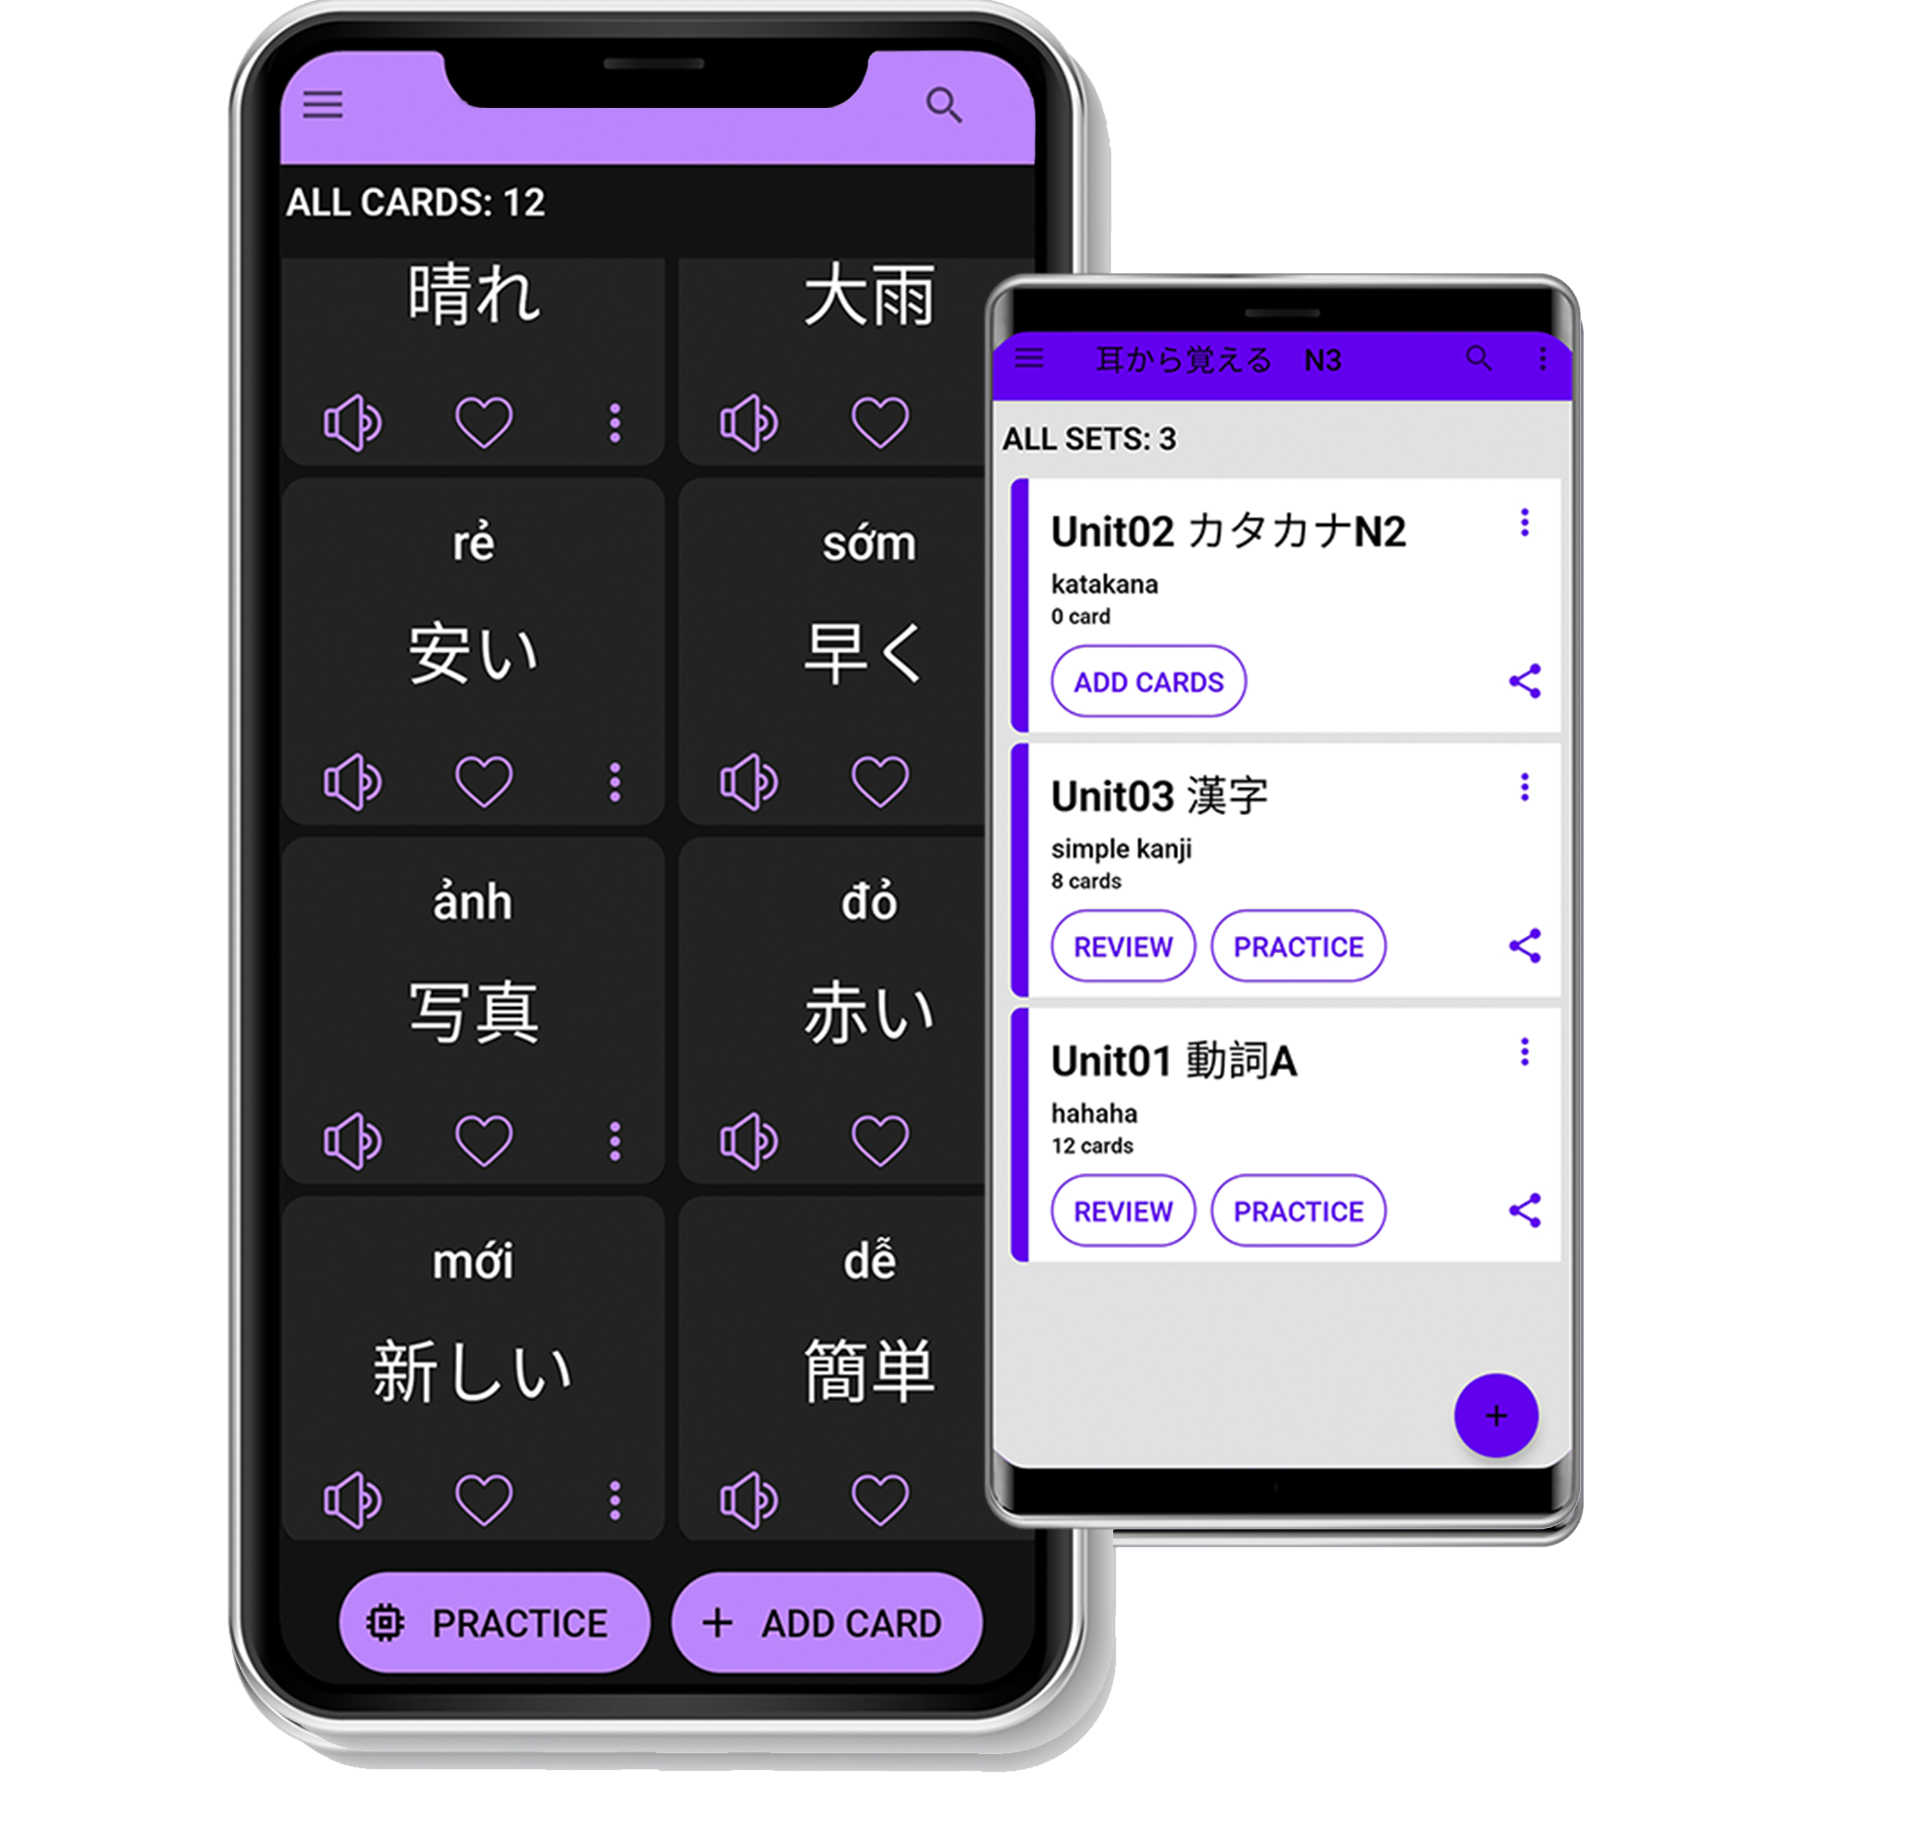 ALL CARDS: 12
晴れ
大雨
rẻ
安い
sớm
早く
ảnh
写真
đỏ
赤い
mới
新しい
dễ
簡単
PRACTICE
+ ADD CARD
耳から覚える N3
ALL SETS: 3
Unit02 カタカナN2
katakana
0 card
ADD CARDS
Unit03 漢字
simple kanji
8 cards
REVIEW
PRACTICE
Unit01 動詞A
hahaha
12 cards
REVIEW
PRACTICE
+